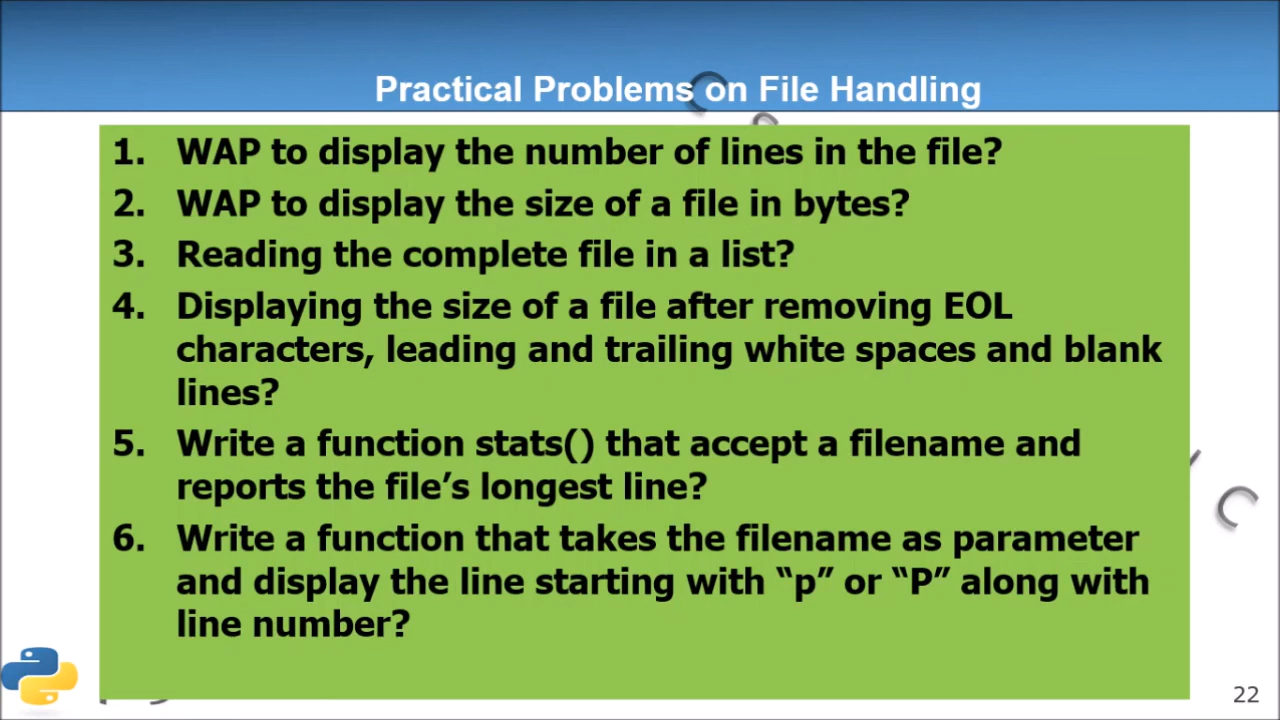 Practical Problems on File Handling
1. WAP to display the number of lines in the file?
2. WAP to display the size of a file in bytes?
3. Reading the complete file in a list?
4. Displaying the size of a file after removing EOL
characters, leading and trailing white spaces and blank
lines?
5. Write a function stats() that accept a filename and
reports the file’s longest line?
6. Write a function that takes the filename as parameter
and display the line starting with “p” or “P” along with
line number?
22